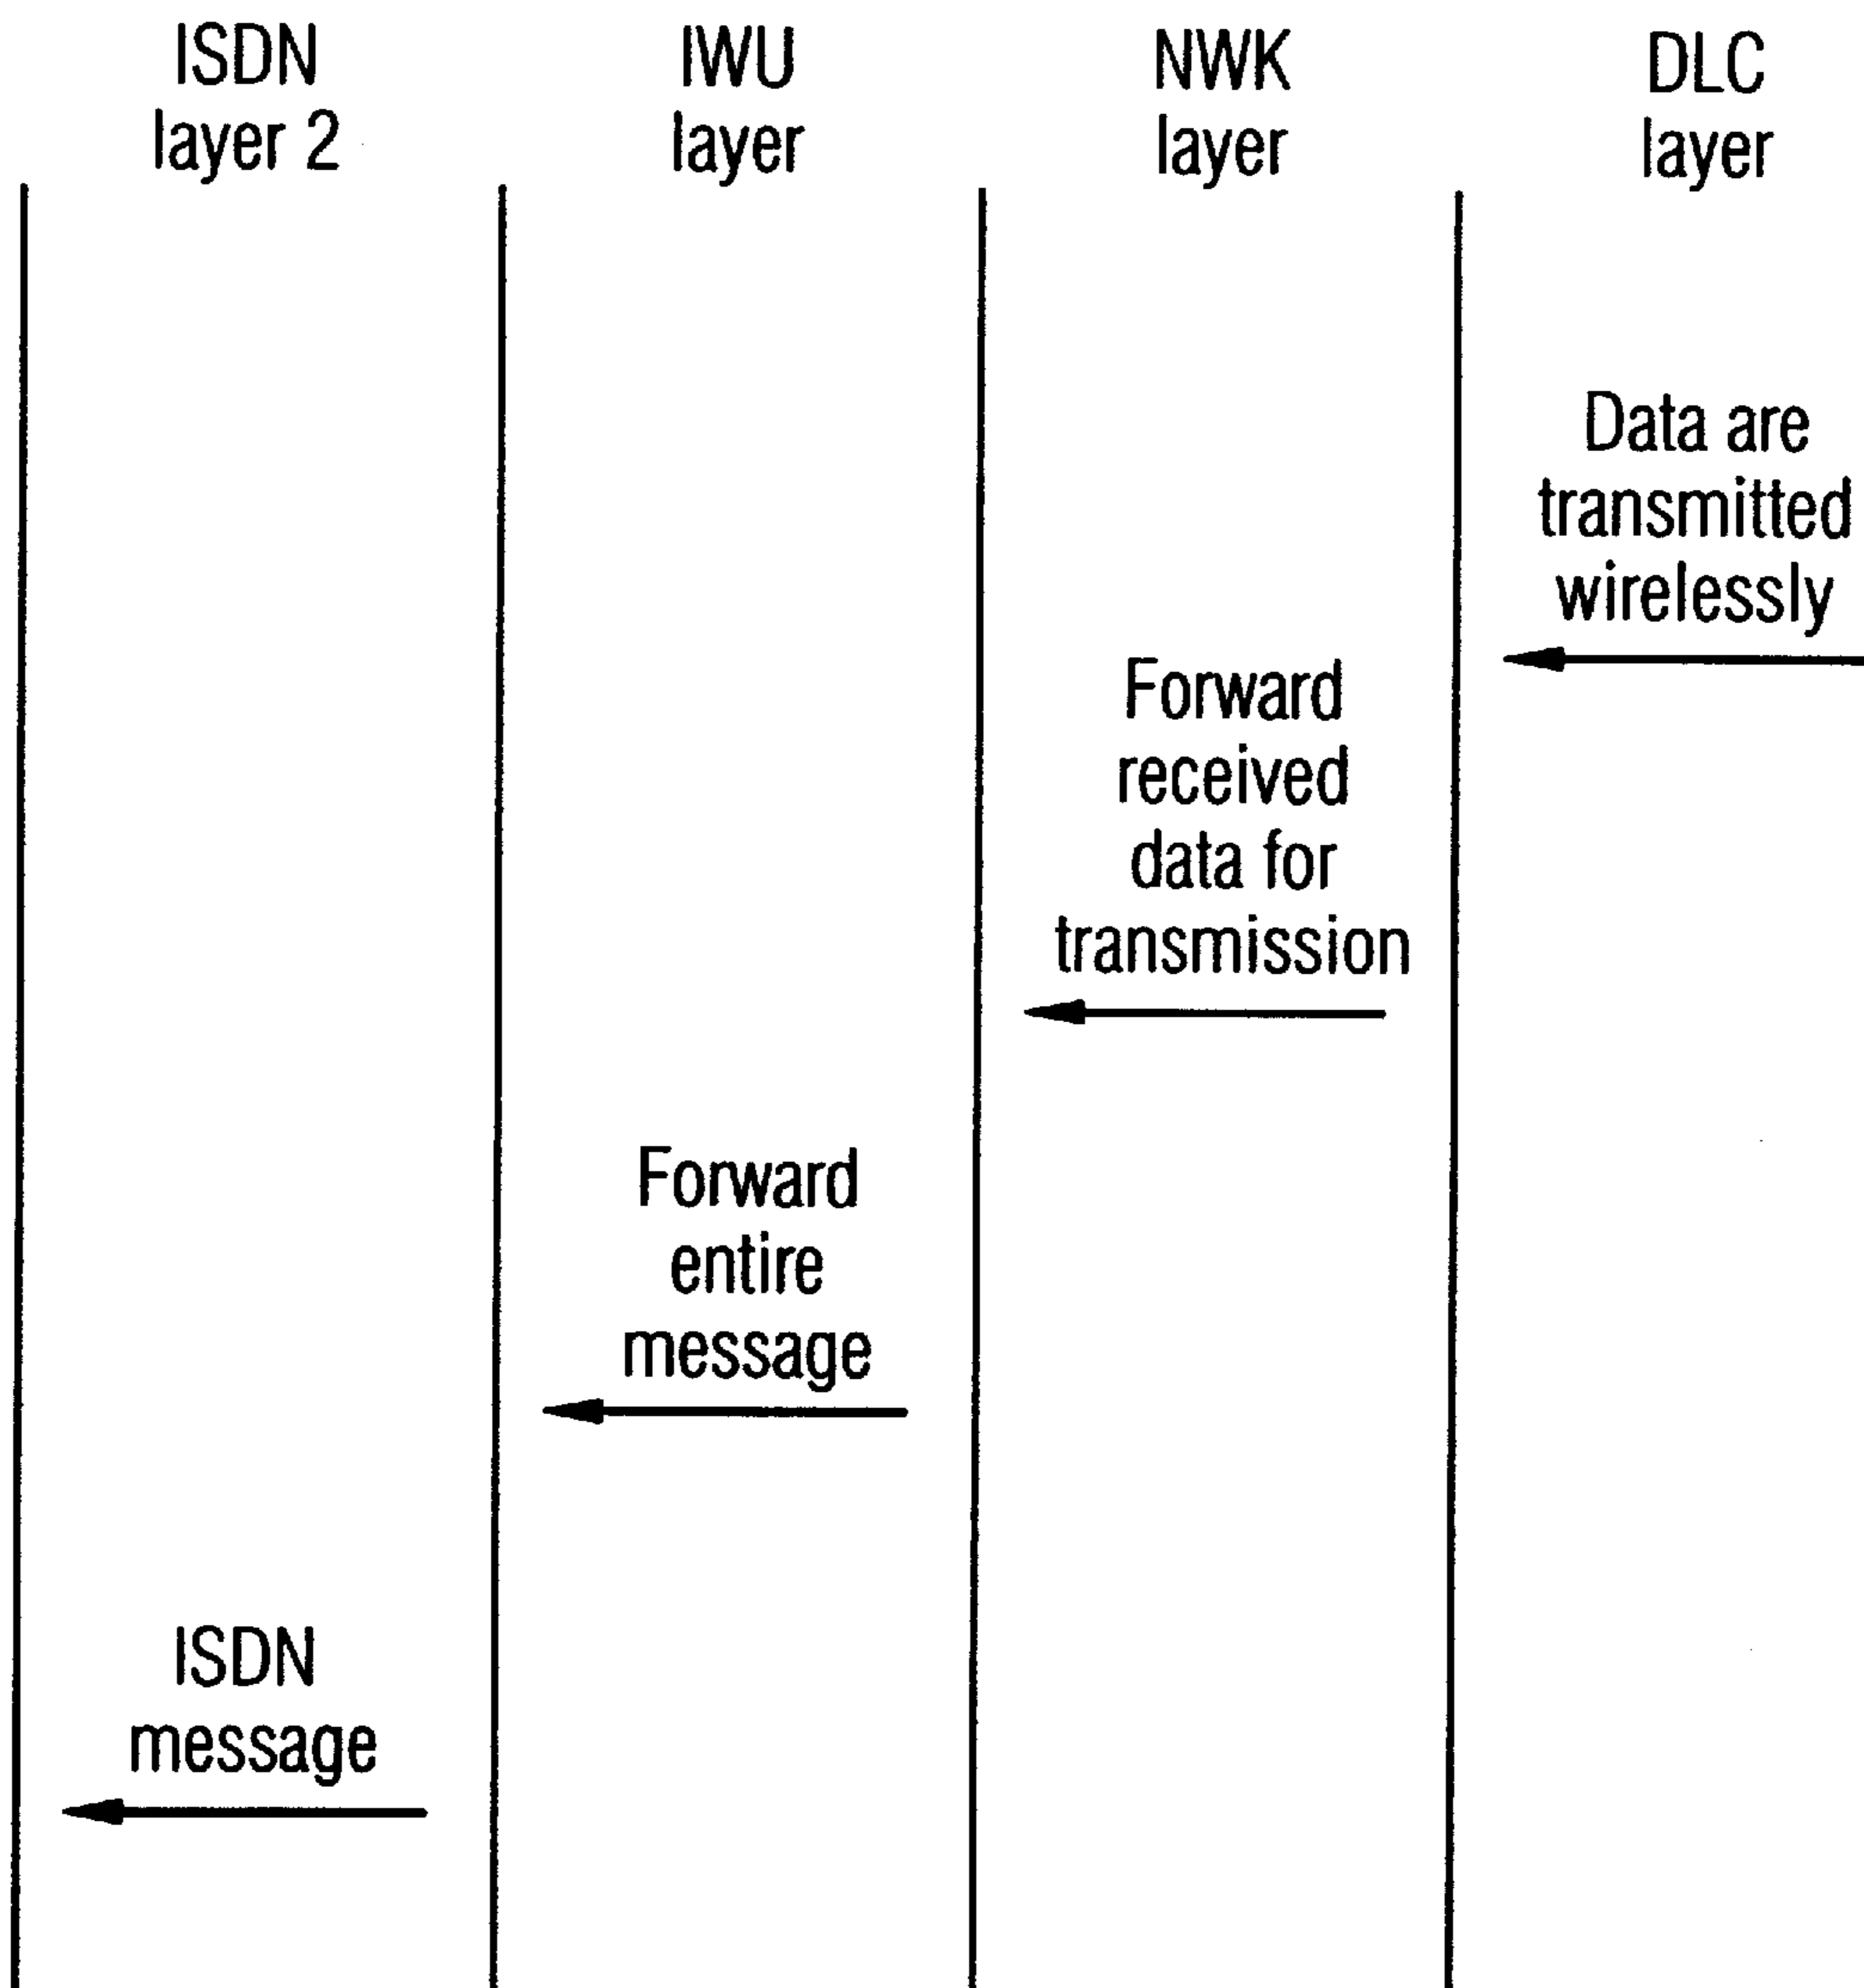 ISDN
layer 2
IWU
layer
NWK
layer
DLC
layer
Data are
transmitted
wirelessly
Forward
received
data for
transmission
Forward
entire
message
ISDN
message